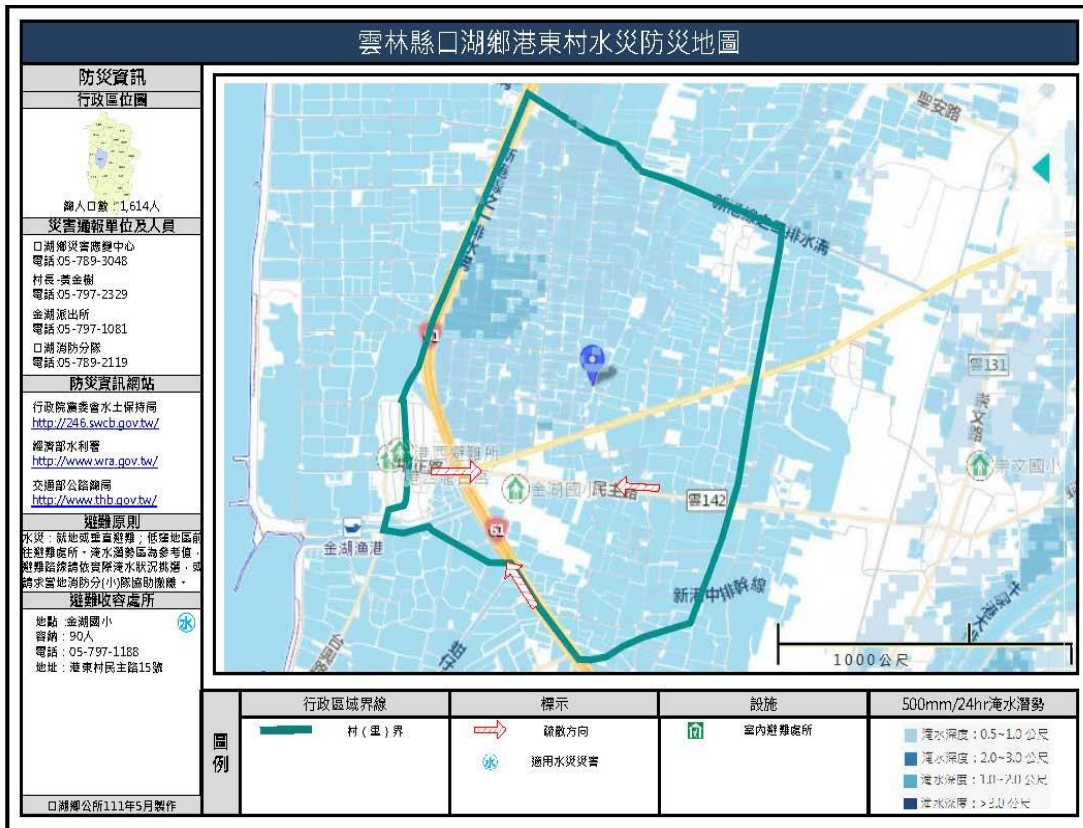 雲林縣口湖鄉港東村水災防災地圖
防災資訊
行政區位圖
總人口數：1,614人
災害通報單位及人員
口湖鄉災害應變中心
電話:05-789-3048
村長-黃金樹
電話:05-797-2329
金湖派出所
電話:05-797-1081
口湖消防分隊
電話:05-789-2119
防災資訊網站
行政院農委會水土保持局
http://246.swcb.gov.tw/
經濟部水利署
http://www.wra.gov.tw/
交通部公路總局
http://www.thb.gov.tw/
避難原則
水災：就地或垂直避難；低窪地區前
往避難處所。淹水潛勢區為參考值，
避難路線請依實際淹水狀況挑選，或
請求當地消防分(小)隊協助撤離。
避難收容處所
地點：金湖國小
水
容納：90人
電話：05-797-1188
地址：港東村民主路15號
口湖鄉公所111年5月製作
聖安路
雲131
崇文路
崇文國小
港西避難所
中正路
金湖國小
民主路
雲142
61
金湖漁港
新港中排幹線
1000公尺
圖例
行政區域界線
村（里）界
標示
疏散方向
水
適用水災災害
設施
室內避難處所
500mm/24hr淹水潛勢
淹水深度：0.5~1.0 公尺
淹水深度：2.0~3.0 公尺
淹水深度：1.0~2.0 公尺
淹水深度：>3.0 公尺